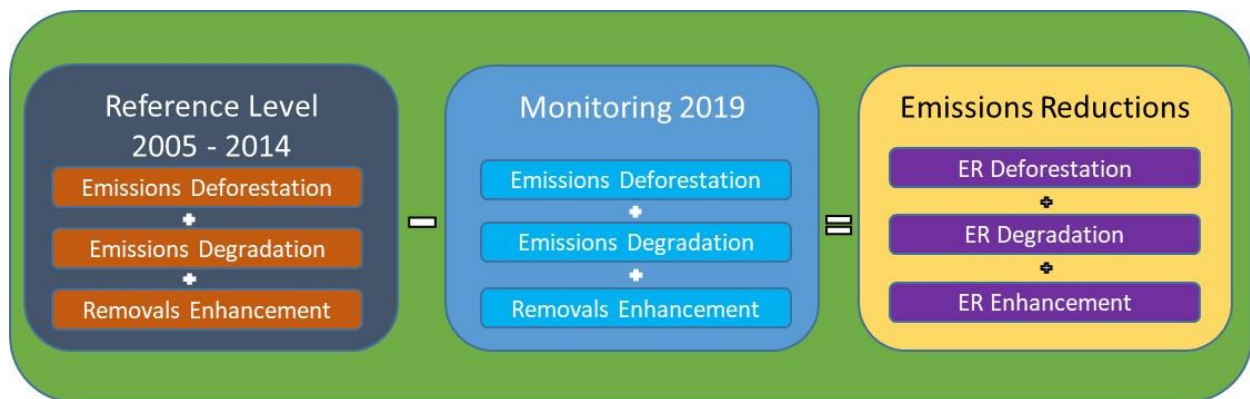 Reference Level
2005 - 2014
Emissions Deforestation
+
Emissions Degradation
+
Removals Enhancement
-
Monitoring 2019
Emissions Deforestation
+
Emissions Degradation
+
Removals Enhancement
=
Emissions Reductions
ER Deforestation
+
ER Degradation
+
ER Enhancement